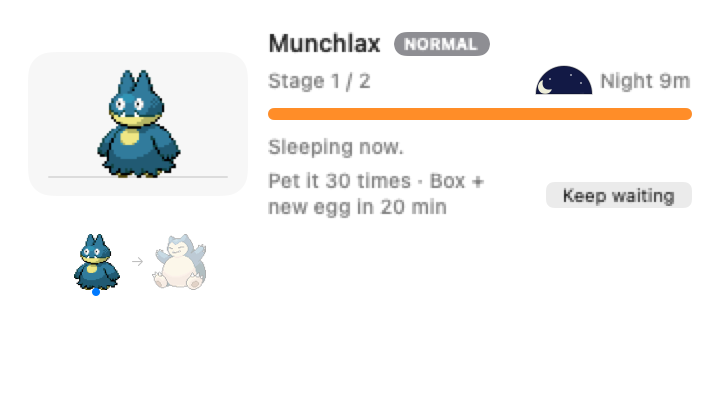 Munchlax NORMAL
Stage 1 / 2 Night 9m
Sleeping now.
Pet it 30 times · Box +
new egg in 20 min
Keep waiting